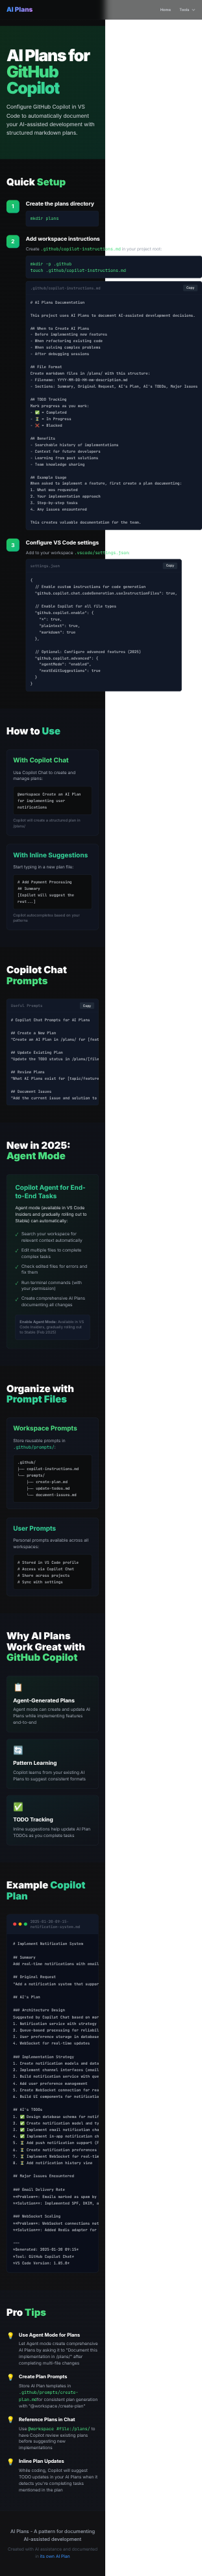 AI Plans
Home
Tools
AI Plans for
GitHub
Copilot
Configure GitHub Copilot in VS
Code to automatically document
your AI-assisted development with
structured markdown plans.
Quick Setup
1
Create the plans directory
mkdir plans
2
Add workspace instructions
Create .github/copilot-instructions.md in your project root:
mkdir -p .github
touch .github/copilot-instructions.md
.github/copilot-instructions.md
Copy
# AI Plans Documentation
This project uses AI Plans to document AI-assisted development decisions.
## When to Create AI Plans
- Before implementing new features
- When refactoring existing code
- When solving complex problems
- After debugging sessions
## File Format
Create markdown files in /plans/ with this structure:
- Filename: YYYY-MM-DD-HH-mm-description.md
- Sections: Summary, Original Request, AI's Plan, AI's TODOs, Major Issues
## TODO Tracking
Mark progress as you work:
- ✅ = Completed
- ⏳ = In Progress
- ❌ = Blocked
## Benefits
- Searchable history of implementations
- Context for future developers
- Learning from past solutions
- Team knowledge sharing
## Example Usage
When asked to implement a feature, first create a plan documenting:
1. What was requested
2. Your implementation approach
3. Step-by-step tasks
4. Any issues encountered
This creates valuable documentation for the team.
3
Configure VS Code settings
Add to your workspace .vscode/settings.json:
settings.json
Copy
{
// Enable custom instructions for code generation
"github.copilot.chat.codeGeneration.useInstructionFiles": true,
// Enable Copilot for all file types
"github.copilot.enable": {
"*": true,
"plaintext": true,
"markdown": true
},
// Optional: Configure advanced features (2025)
"github.copilot.advanced": {
"agentMode": "enabled",
"nextEditSuggestions": true
}
}
How to Use
With Copilot Chat
Use Copilot Chat to create and
manage plans:
@workspace Create an AI Plan
for implementing user
notifications
Copilot will create a structured plan in
/plans/
With Inline Suggestions
Start typing in a new plan file:
# Add Payment Processing
## Summary
[Copilot will suggest the
rest...]
Copilot autocompletes based on your
patterns
Copilot Chat
Prompts
Useful Prompts
Copy
# Copilot Chat Prompts for AI Plans
## Create a New Plan
"Create an AI Plan in /plans/ for
## Update Existing Plan
"Update the TODO status in
## Review Plans
"What AI Plans exist for
## Document Issues
"Add the current issue and solution to
New in 2025:
Agent Mode
Copilot Agent for End-
to-End Tasks
Agent mode (available in VS Code
Insiders and gradually rolling out to
Stable) can automatically:
✓ Search your workspace for
relevant context automatically
✓ Edit multiple files to complete
complex tasks
✓ Check added files for errors and
fix them
✓ Run terminal commands (with
your permission)
✓ Create comprehensive AI Plans
documenting all changes
Enable Agent Mode: Available in VS
Code Insiders, gradually rolling out
to Stable (Feb 2025)
Organize with
Prompt Files
Workspace Prompts
Store reusable prompts in
.github/prompts/:
.github/
├── copilot-instructions.md
└── prompts/
├── create-plan.md
├── update-todos.md
└── document-issues.md
User Prompts
Personal prompts available across all
workspaces:
# Stored in VS Code profile
# Access via Copilot Chat
# Share across projects
# Sync with settings
Why AI Plans
Work Great with
GitHub Copilot
Agent-Generated Plans
Agent mode can create and update AI
Plans while implementing features
end-to-end
Pattern Learning
Copilot learns from your existing AI
Plans to suggest consistent formats
TODO Tracking
Inline suggestions help update AI Plan
TODOs as you complete tasks
Example Copilot
Plan
2025-01-20-09-15-
notification-system.md
# Implement Notification System
## Summary
Add real-time notifications with email
## Original Request
"Add a notification system that
## AI's Plan
### Architecture Design
Suggested by Copilot Chat based on
1. Notification service with strategy
2. Queue-based processing for
3. User preference storage in database
4. WebSocket for real-time updates
### Implementation Strategy
1. Create notification models and
2. Implement channel interfaces
3. Build notification service with
4. Add user preference management
5. Create WebSocket connection for
6. Build UI components for
## AI's TODOs
1. ✅ Design database schema for
2. ✅ Create notification model and
3. ✅ Implement email notification
4. ✅ Implement in-app notification
5. ⏳ Add push notification support
6. ⏳ Create notification preferences
7. ⏳ Implement WebSocket for
8. ⏳ Add notification history view
## Major Issues Encountered
### Email Delivery Rate
**Problem**: Emails marked as spam by
**Solution**: Implemented SPF, DKIM,
### WebSocket Scaling
**Problem**: WebSocket connections
**Solution**: Added Redis adapter for
---
*Generated: 2025-01-20 09:15*
*Tool: GitHub Copilot Chat*
*VS Code Version: 1.85.0*
Pro Tips
Use Agent Mode for Plans
Let Agent mode create comprehensive
AI Plans by asking it to "Document this
implementation in /plans/" after
completing multi-file changes
Create Plan Prompts
Store AI Plan templates in
.github/prompts/create-
plan.md for consistent plan generation
with "@workspace /create-plan"
Reference Plans in Chat
Use @workspace #file:/plans/ to
have Copilot review existing plans
before suggesting new
implementations
Inline Plan Updates
While coding, Copilot will suggest
TODO updates in your AI Plans when it
detects you're completing tasks
mentioned in the plan
AI Plans - A pattern for documenting
AI-assisted development
Created with AI assistance and documented
in its own AI Plan